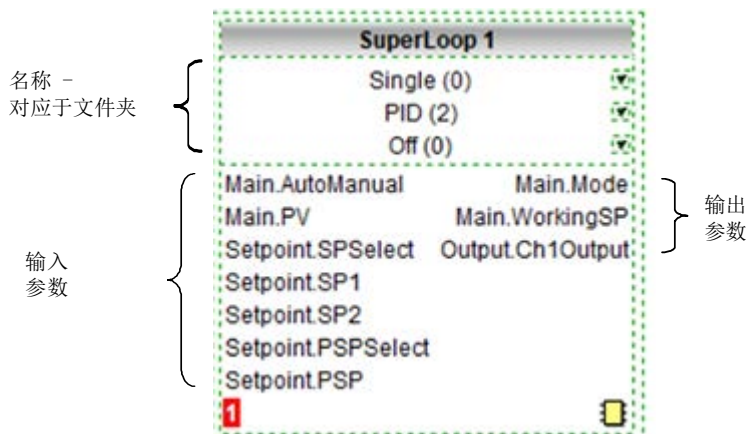 SuperLoop 1
名称 -
对应于文件夹
Single (0)
PID (2)
Off (0)
输入
参数
Main.AutoManual
Main.PV
Setpoint.SPSelect
Setpoint.SP1
Setpoint.SP2
Setpoint.PSPSelect
Setpoint.PSP
1
Main.Mode
Main.WorkingSP
Output.Ch1Output
输出
参数